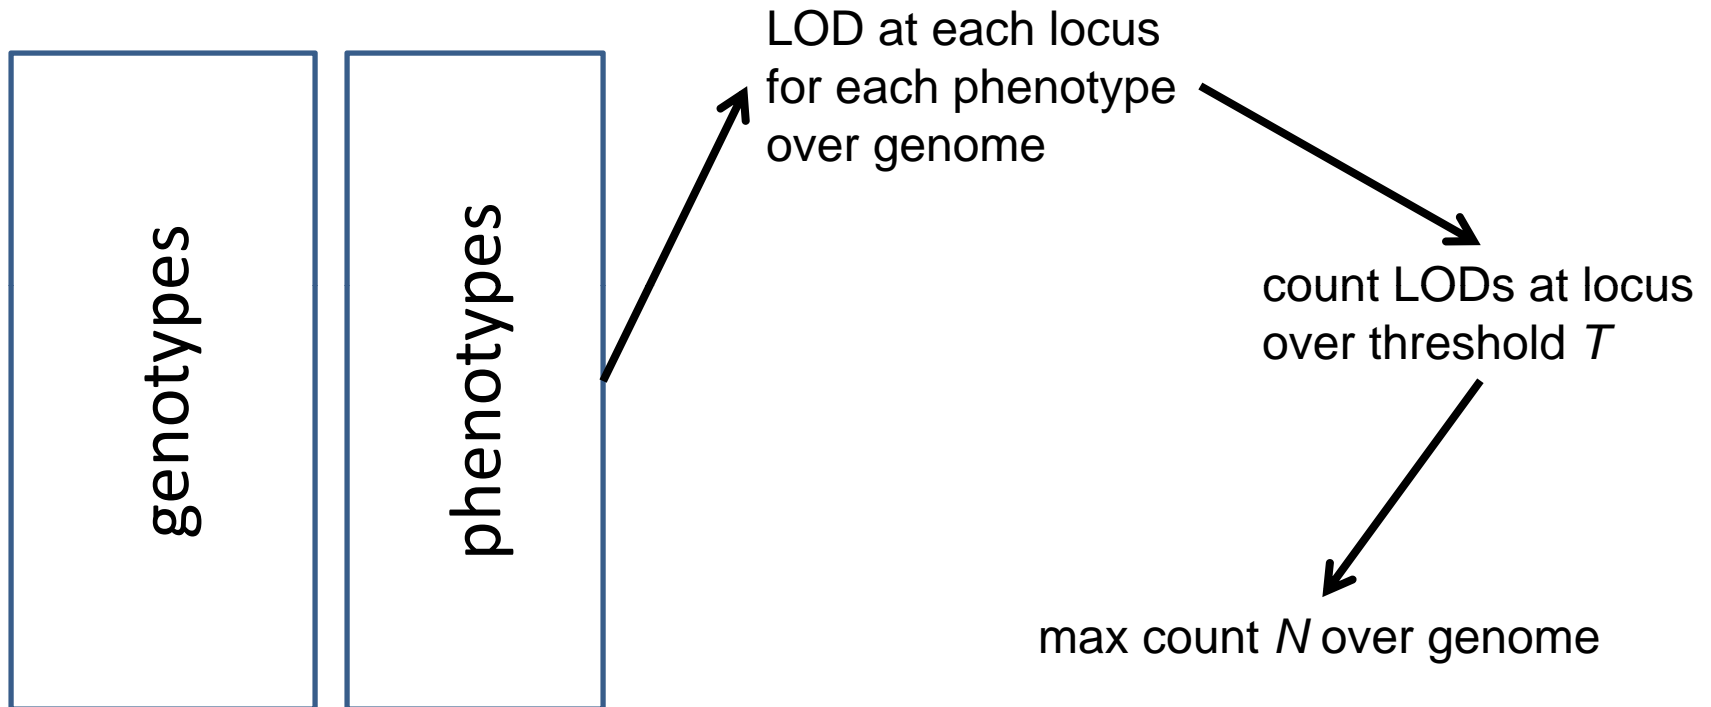 genotypes
phenotypes
LOD at each locus
for each phenotype
over genome
count LODs at locus
over threshold T
max count N over genome